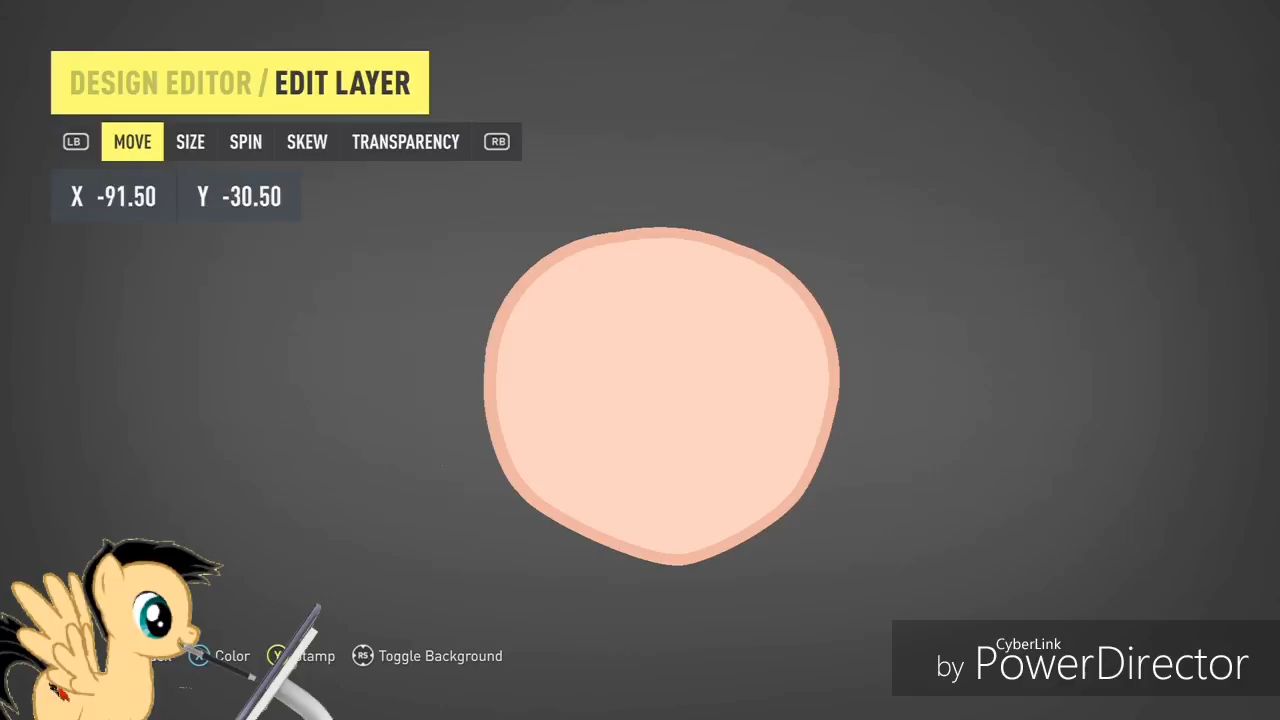 DESIGN EDITOR / EDIT LAYER
LB MOVE SIZE SPIN SKEW TRANSPARENCY RB
X -91.50 Y -30.50
X Color Y Stamp RS Toggle Background
CyberLink
by PowerDirector